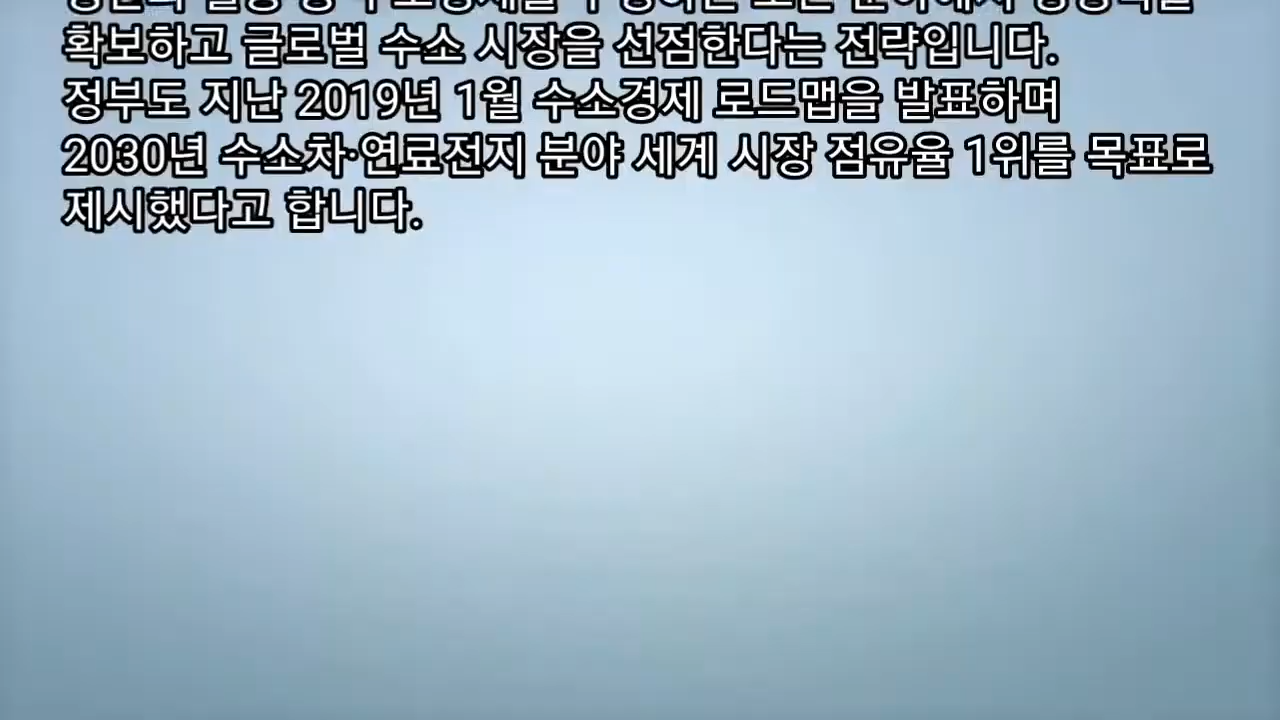 확보하고 글로벌 수소 시장을 선점한다는 전략입니다.
정부도 지난 2019년 1월 수소경제 로드맵을 발표하며
2030년 수소차·연료전지 분야 세계 시장 점유율 1위를 목표로
제시했다고 합니다.